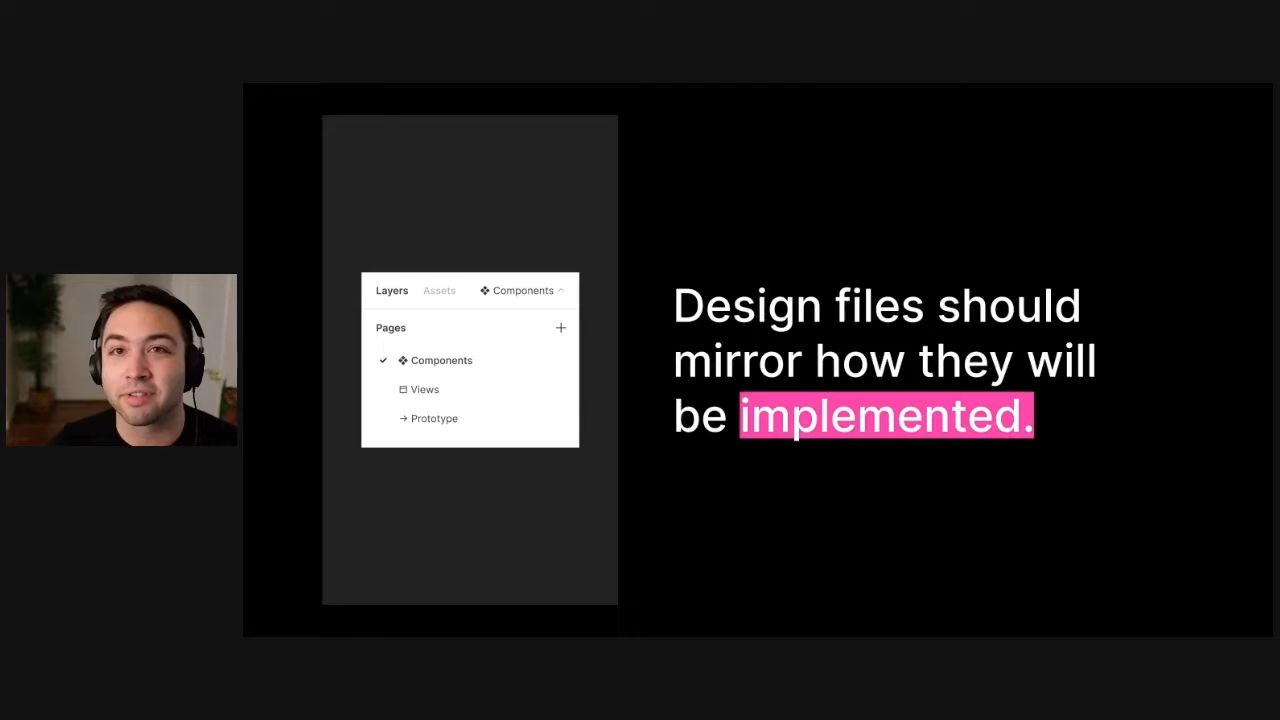 Layers Assets Components
Pages
Components
Views
Prototype
Design files should
mirror how they will
be implemented.